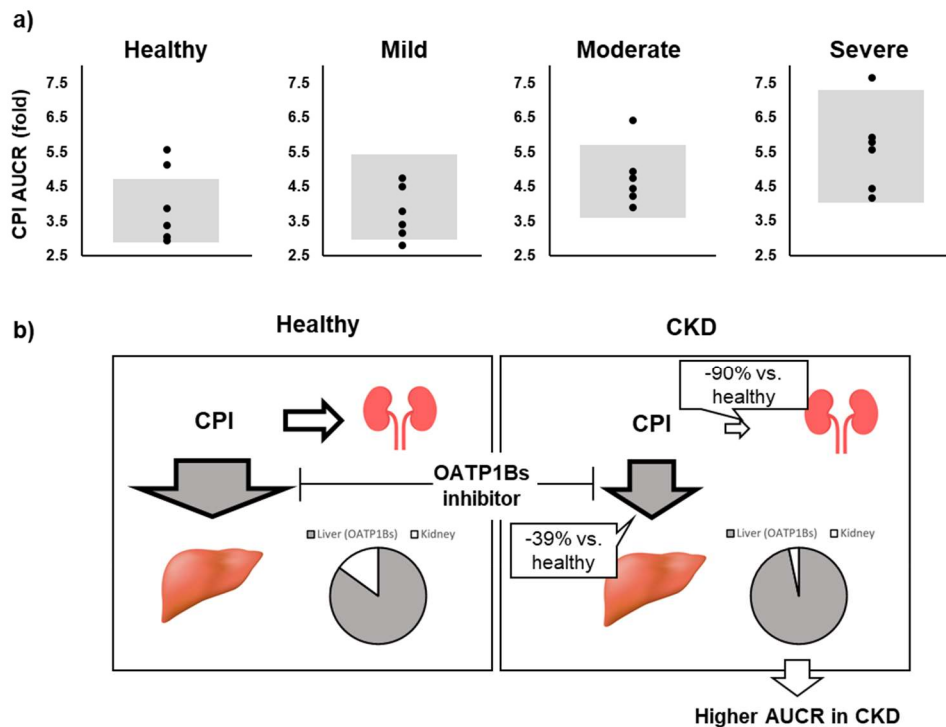 a)
Healthy
Mild
Moderate
Severe
CPI AUCR (fold)
7.5
6.5
5.5
4.5
3.5
2.5
7.5
6.5
5.5
4.5
3.5
2.5
7.5
6.5
5.5
4.5
3.5
2.5
7.5
6.5
5.5
4.5
3.5
2.5
b)
Healthy
CKD
CPI
-90% vs.
healthy
CPI
OATP1Bs
inhibitor
-39% vs.
healthy
Liver (OATP1Bs) Kidney
Liver (OATP1Bs) Kidney
Higher AUCR in CKD